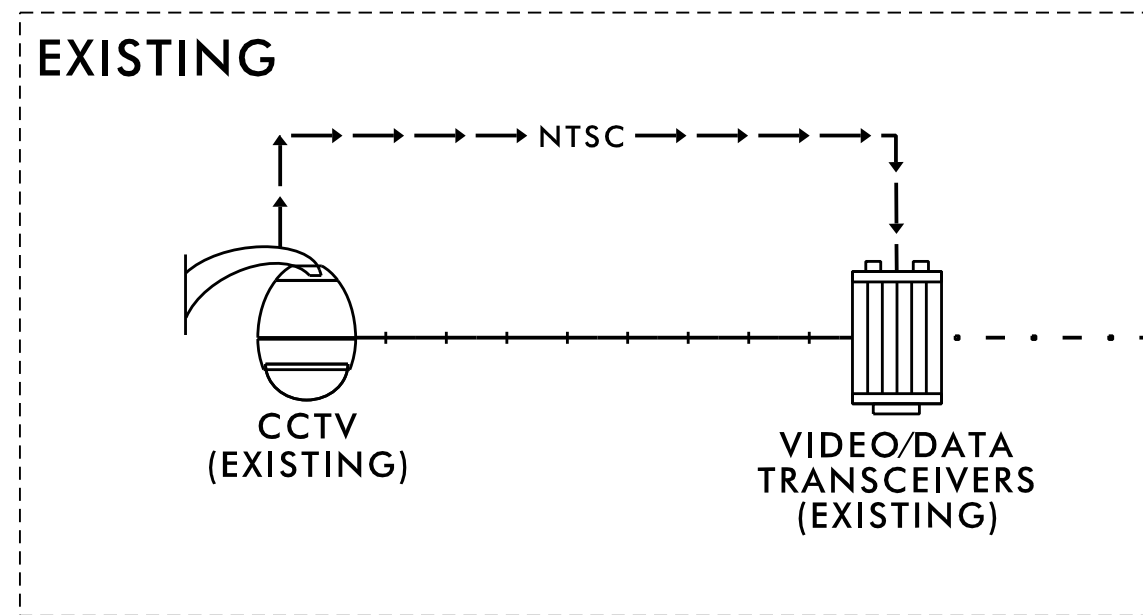 EXISTING
NTSC
CCTV
(EXISTING)
VIDEO/DATA
TRANSCEIVERS
(EXISTING)